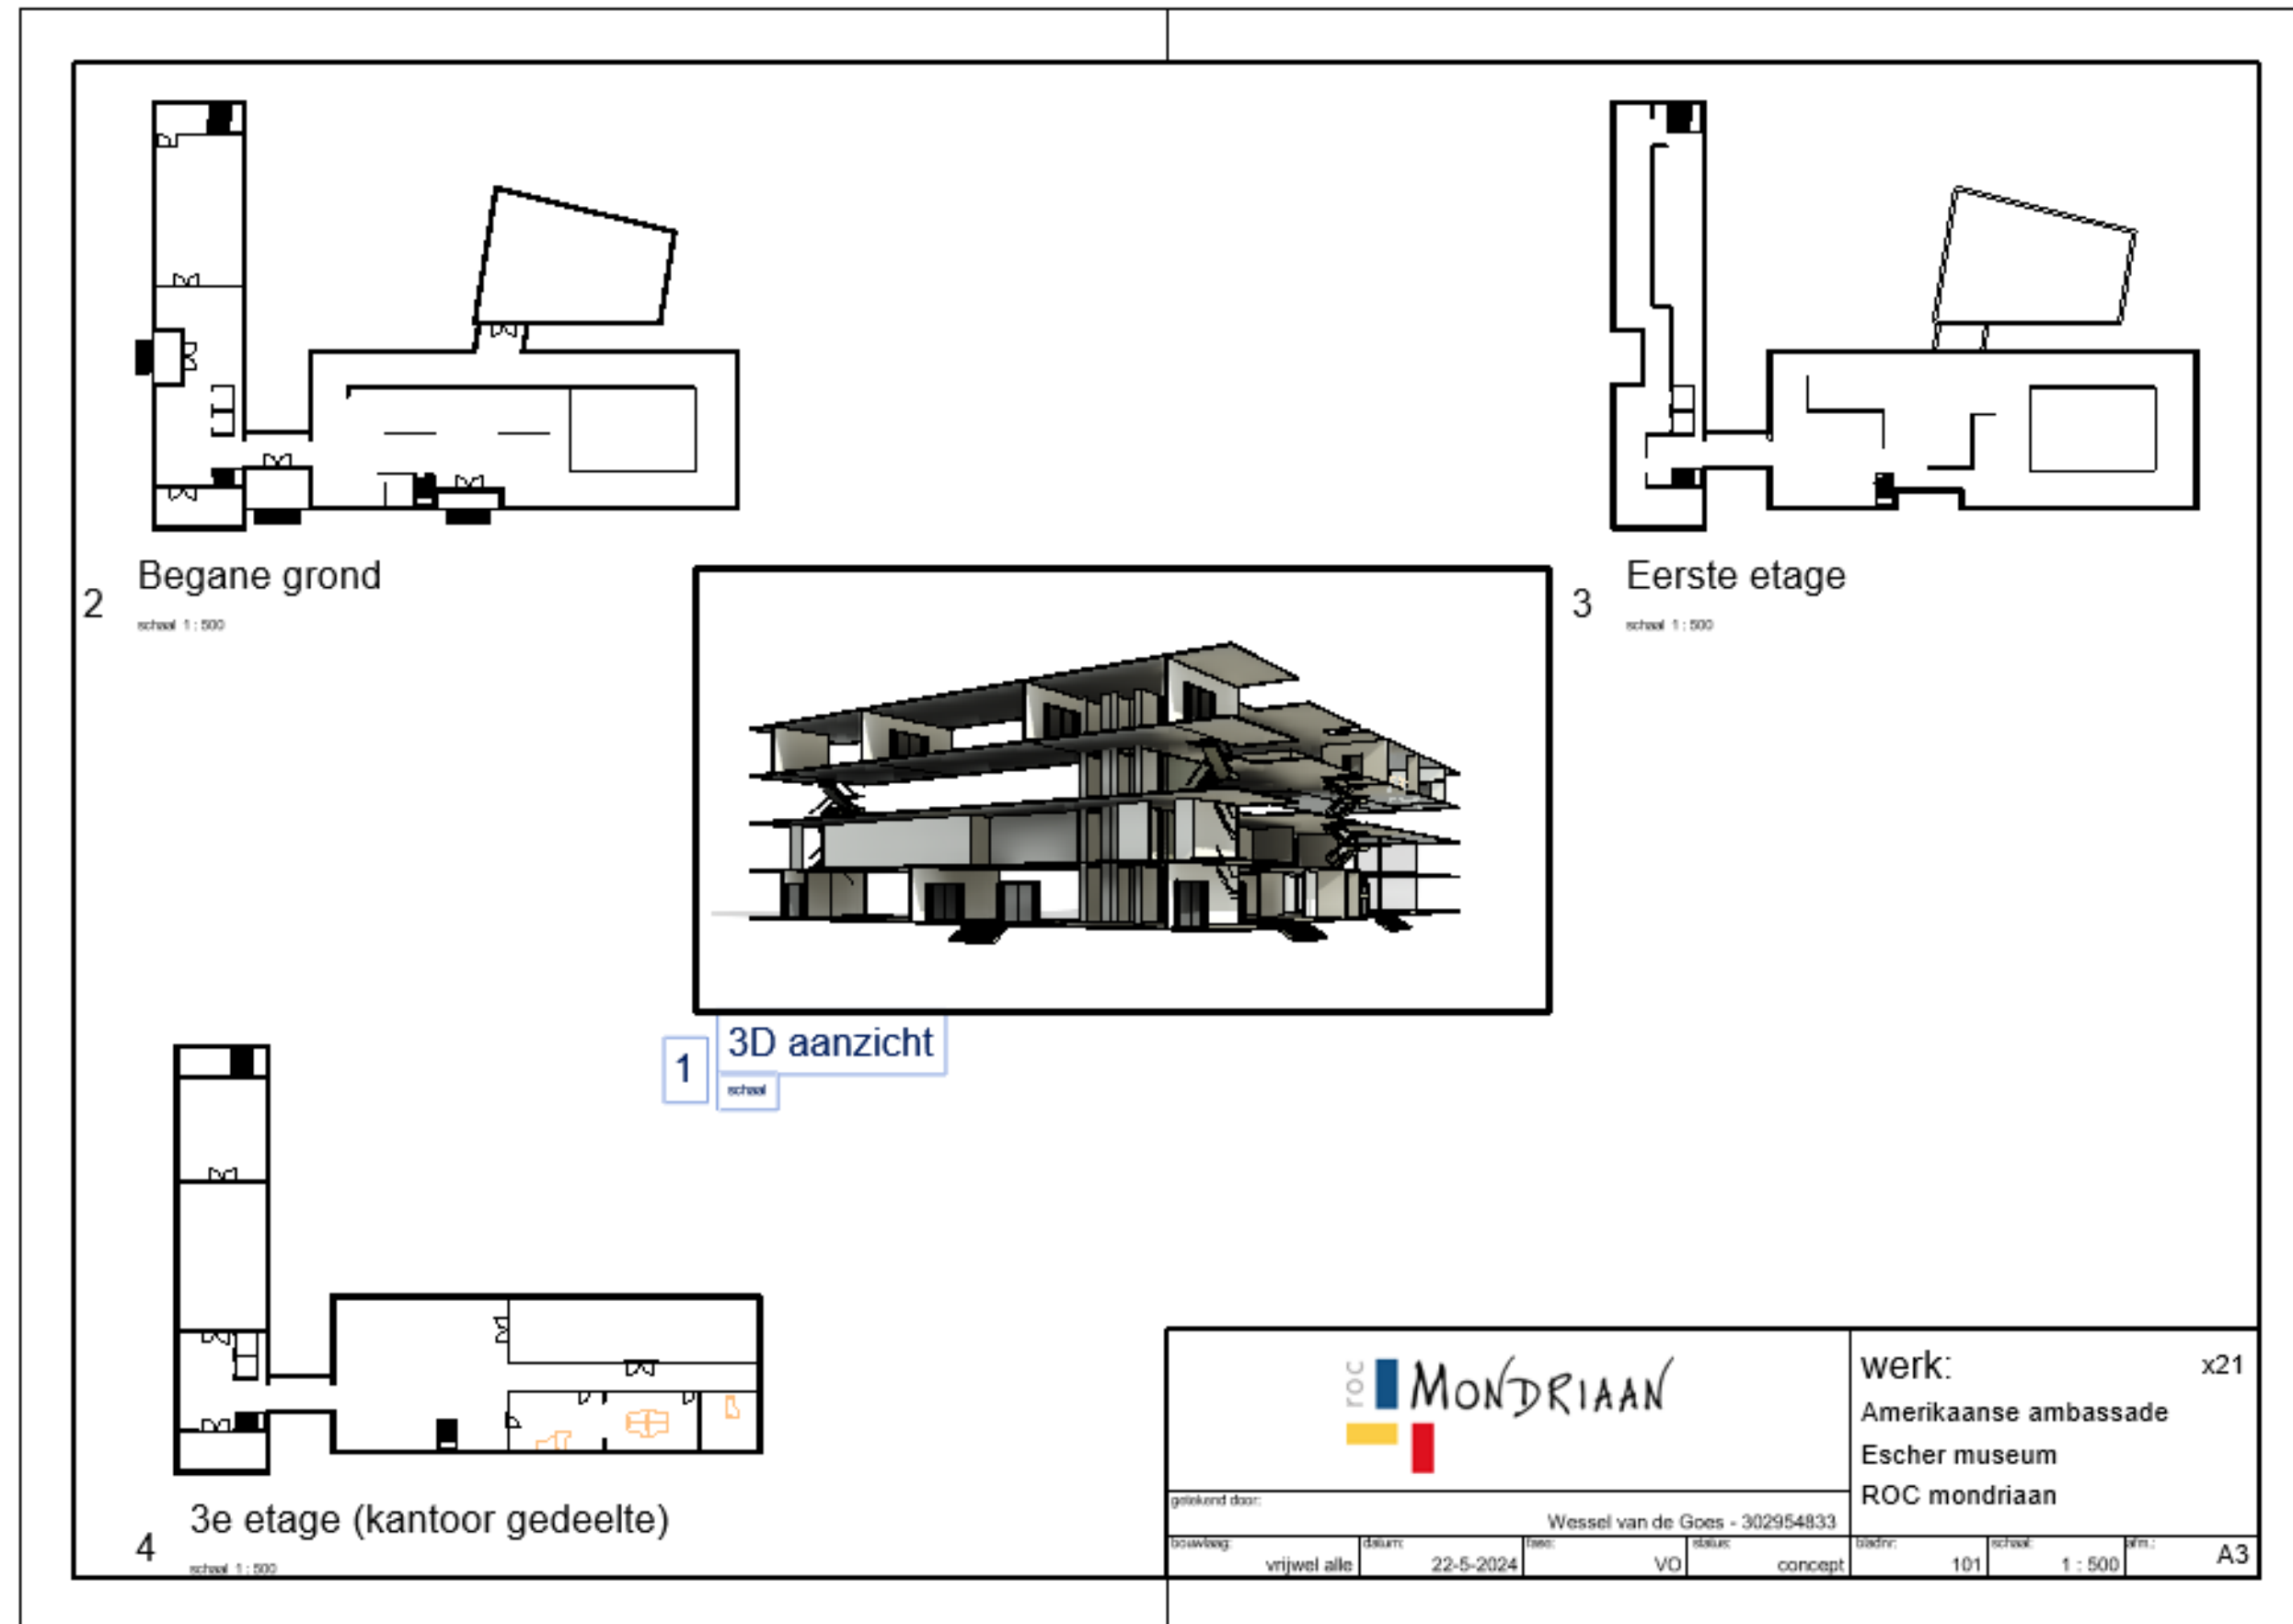 Begane grond
2
schaal 1 : 500
Eerste etage
3
schaal 1 : 500
3D aanzicht
1
schaal
3e etage (kantoor gedeelte)
4
schaal 1 : 500
roc MONDRIAAN
werk: x21
Amerikaanse ambassade
Escher museum
ROC mondriaan
getekend door:
Wessel van de Goes - 302954833
bouwlaag: vrijwel alle
datum: 22-5-2024
fase: VO
status: concept
bladnr: 101
schaal: 1 : 500
afm.: A3